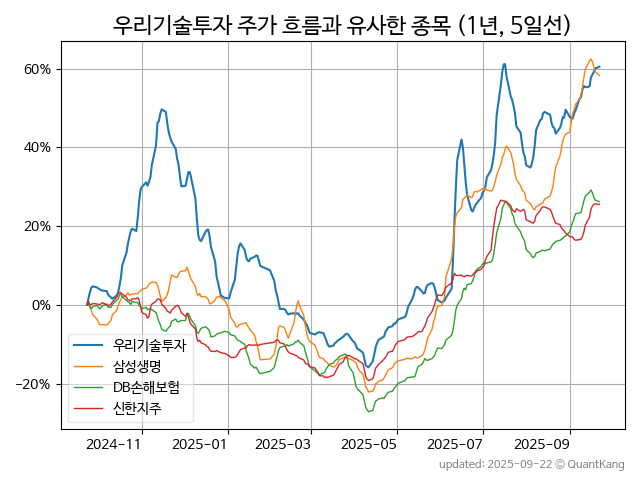 우리기술투자 주가 흐름과 유사한 종목 (1년, 5일선)
60%
40%
20%
0%
−20%
우리기술투자
삼성생명
DB손해보험
신한지주
2024-11
2025-01
2025-03
2025-05
2025-07
2025-09
updated: 2025-09-22 © QuantKang